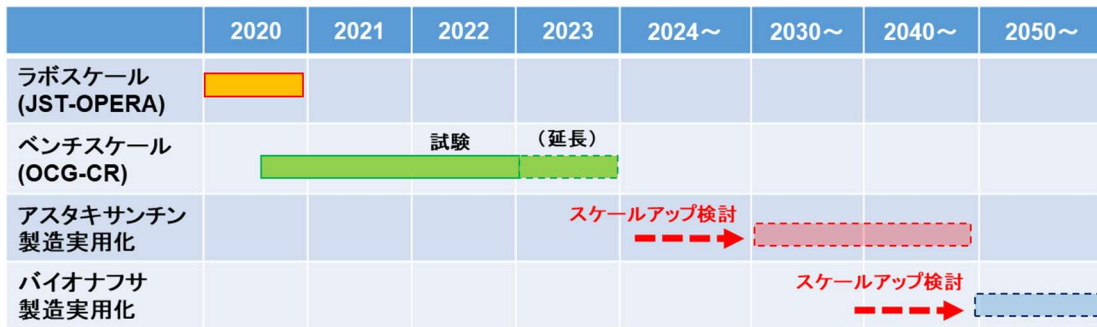 2020 2021 2022 2023 2024～ 2030～ 2040～ 2050～
ラボスケール
(JST-OPERA)
ベンチスケール
(OCG-CR)
試験 （延長）
アスタキサンチン
製造実用化
スケールアップ検討
バイオナフサ
製造実用化
スケールアップ検討